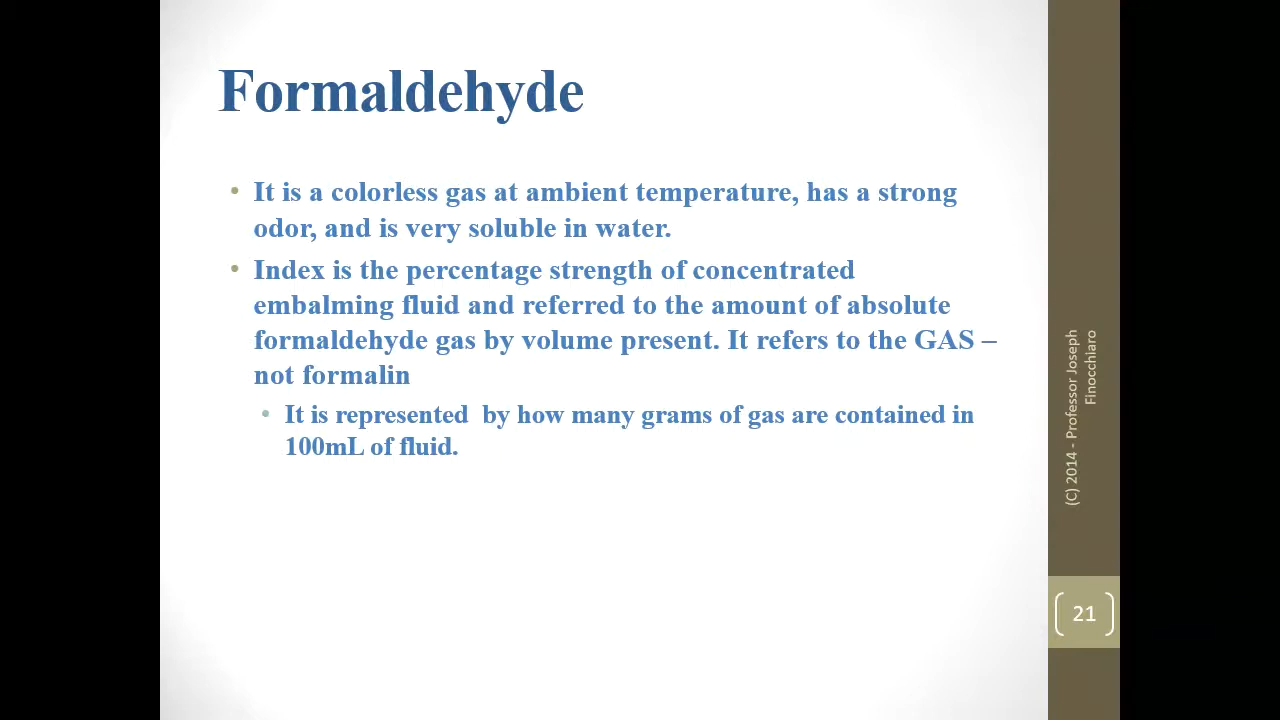 Formaldehyde
• It is a colorless gas at ambient temperature, has a strong
odor, and is very soluble in water.
• Index is the percentage strength of concentrated
embalming fluid and referred to the amount of absolute
formaldehyde gas by volume present. It refers to the GAS –
not formalin
• It is represented  by how many grams of gas are contained in
100mL of fluid.
(C) 2014 - Professor Joseph
Finocchiaro
21